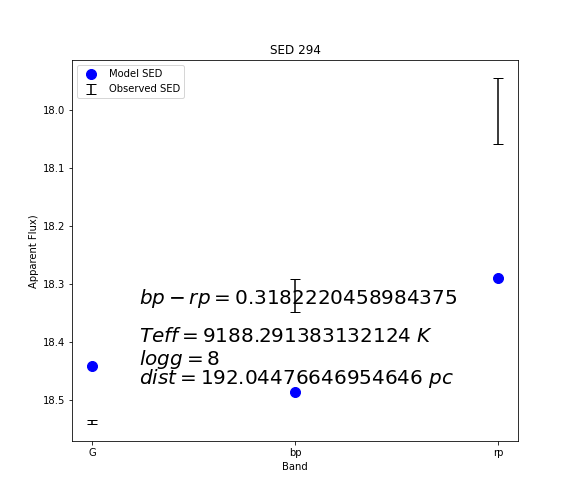 SED 294
Model SED
Observed SED
18.0
18.1
18.2
18.3
18.4
18.5
Apparent Flux)
bp − rp = 0.3182220458984375
Teff = 9188.291383132124 K
logg = 8
dist = 192.04476646954646 pc
G
bp
rp
Band